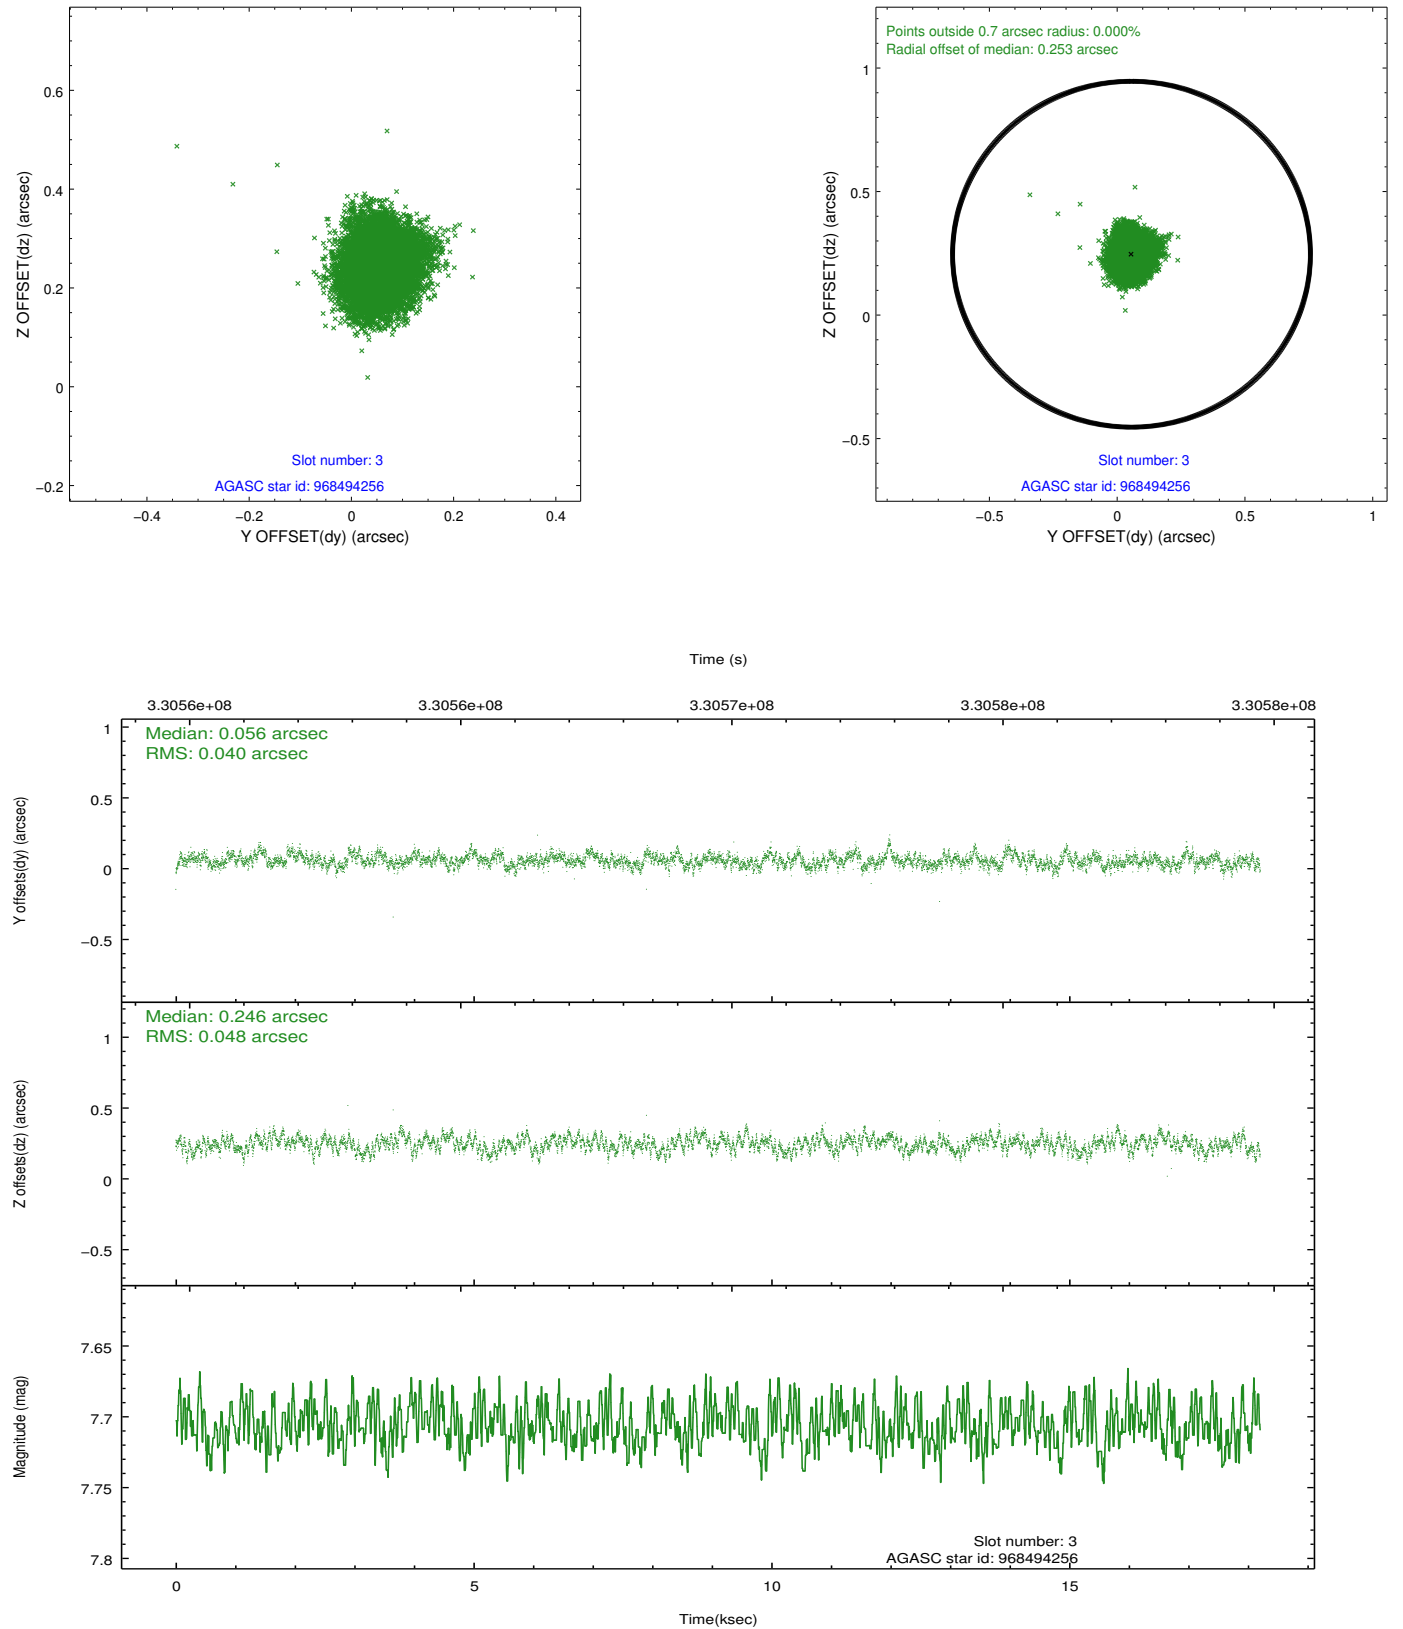 0.6
0.4
0.2
0
−0.2
Z OFFSET(dz) (arcsec)
Slot number: 3
AGASC star id: 968494256
−0.4 −0.2 0 0.2 0.4
Y OFFSET(dy) (arcsec)
Points outside 0.7 arcsec radius: 0.000%
Radial offset of median: 0.253 arcsec
1
0.5
0
−0.5
Z OFFSET(dz) (arcsec)
Slot number: 3
AGASC star id: 968494256
−0.5 0 0.5 1
Y OFFSET(dy) (arcsec)
Time (s)
3.3056e+08 3.3056e+08 3.3057e+08 3.3058e+08 3.3058e+08
Median: 0.056 arcsec
RMS: 0.040 arcsec
1
0.5
0
−0.5
Y offsets(dy) (arcsec)
Median: 0.246 arcsec
RMS: 0.048 arcsec
1
0.5
0
−0.5
Z offsets(dz) (arcsec)
7.65
7.7
7.75
7.8
Magnitude (mag)
Slot number: 3
AGASC star id: 968494256
0 5 10 15
Time(ksec)